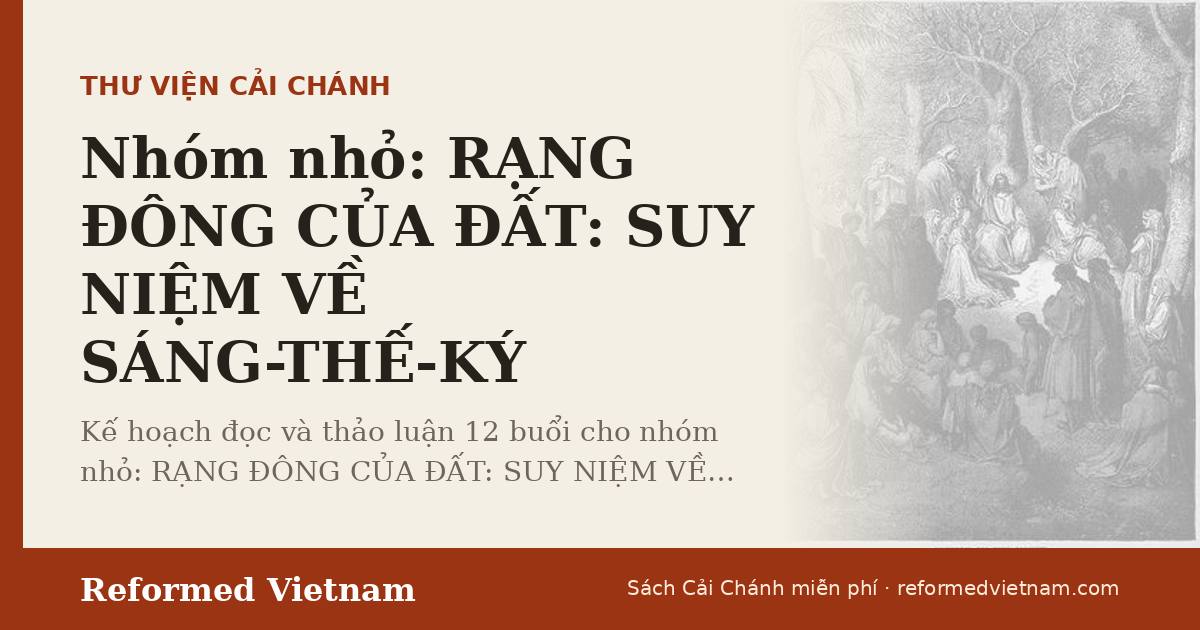 THƯ VIỆN CẢI CHÁNH
Nhóm nhỏ: RẠNG
ĐÔNG CỦA ĐẤT: SUY
NIỆM VỀ
SÁNG-THẾ-KÝ
Kế hoạch đọc và thảo luận 12 buổi cho nhóm
nhỏ: RẠNG ĐÔNG CỦA ĐẤT: SUY NIỆM VỀ...
Reformed Vietnam
Sách Cải Chánh miễn phí · reformedvietnam.com